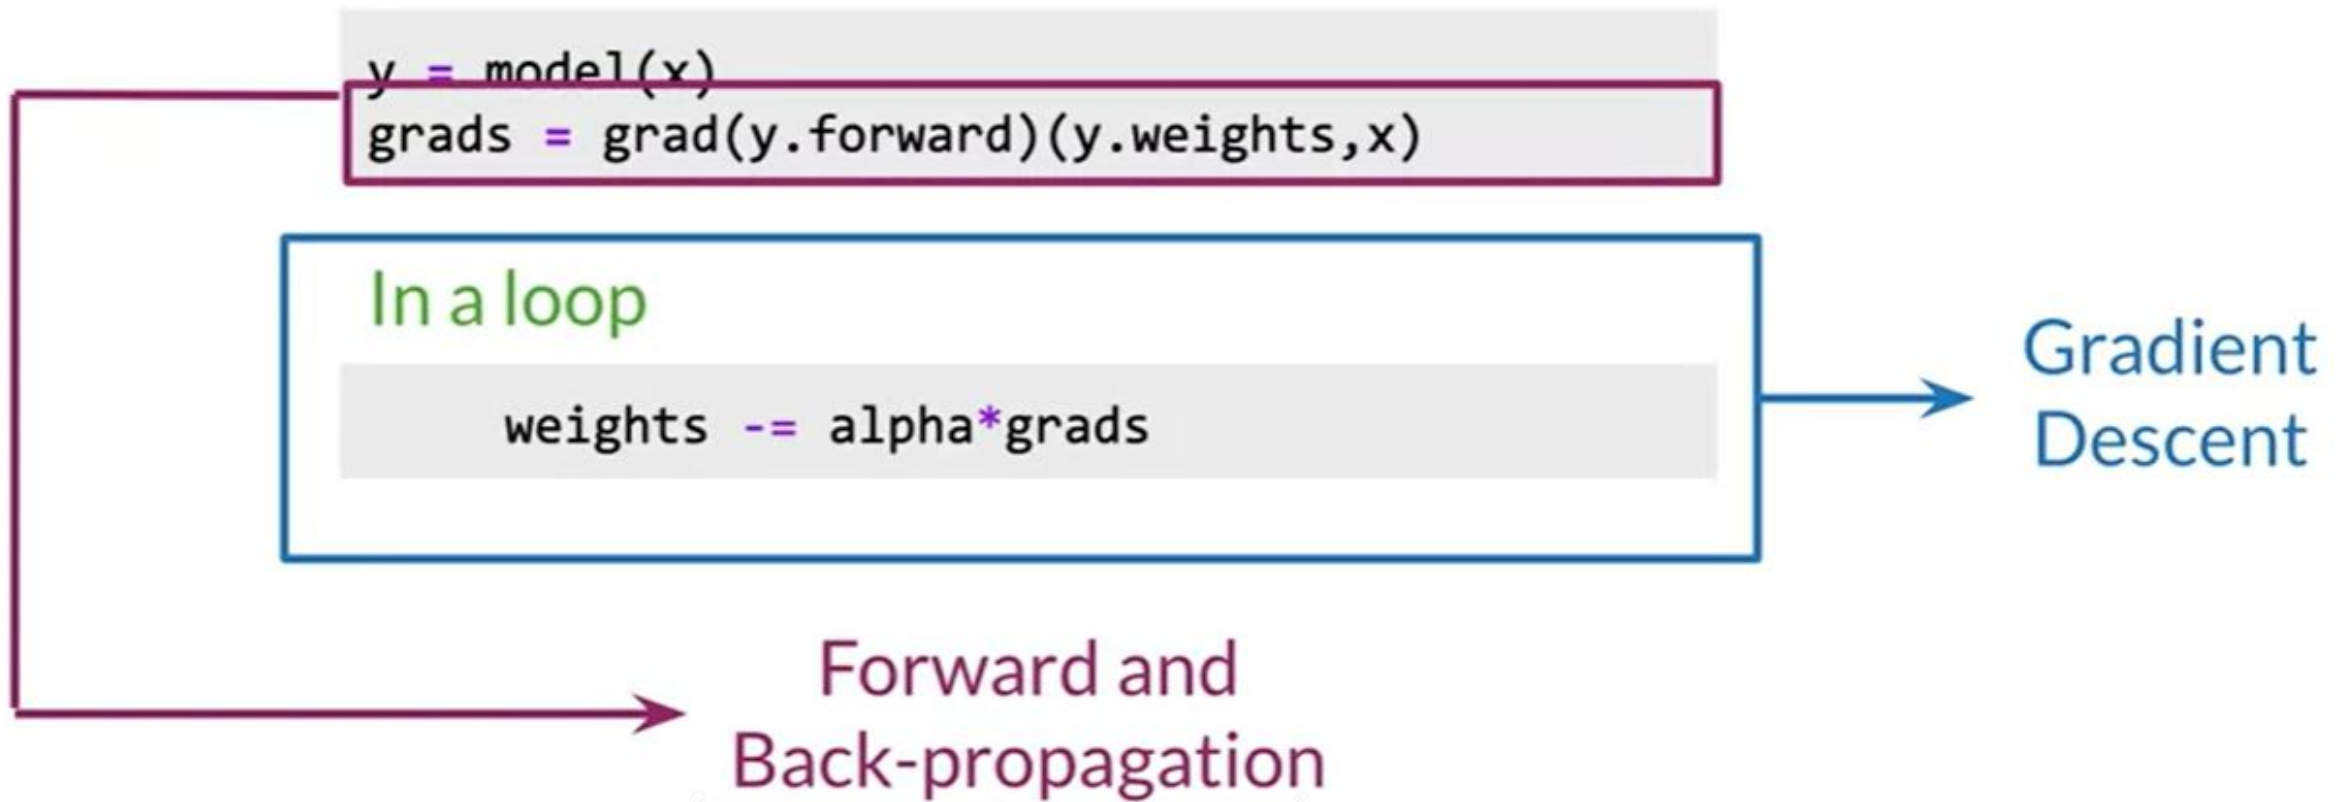 y = model(x)
grads = grad(y.forward)(y.weights,x)
In a loop
weights -= alpha*grads
Gradient
Descent
Forward and
Back-propagation